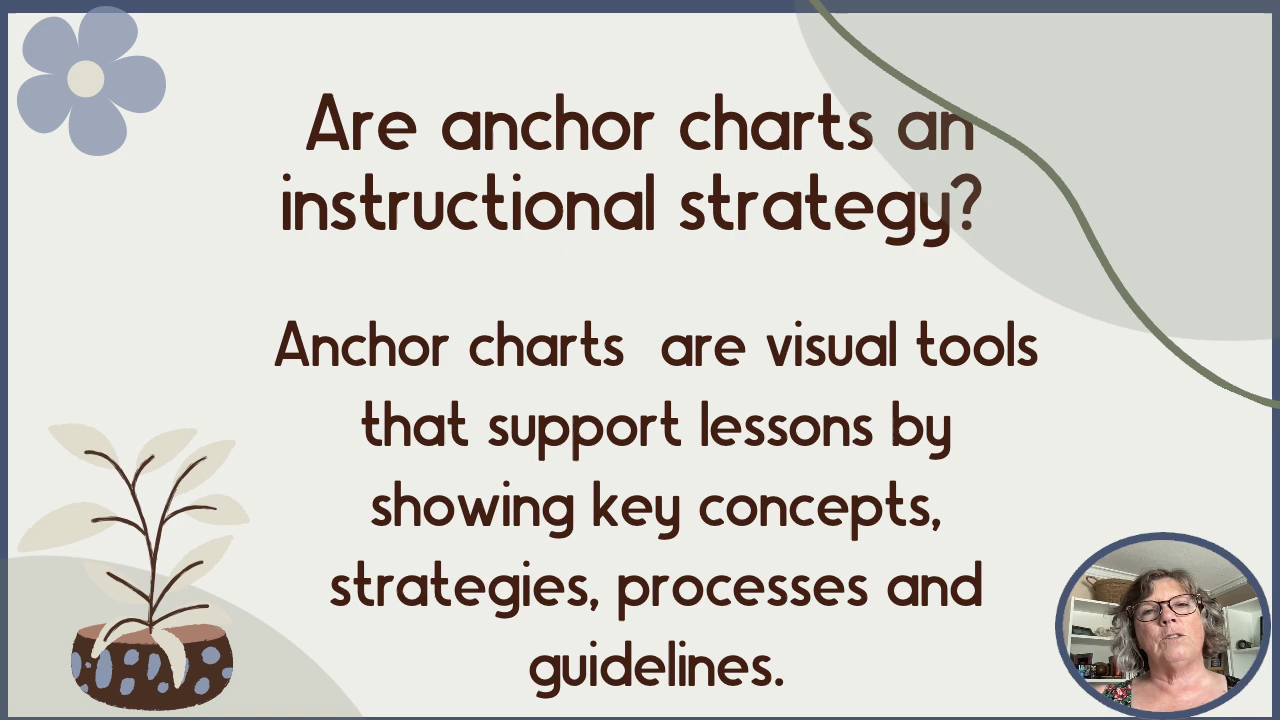 Are anchor charts an
instructional strategy?
Anchor charts are visual tools
that support lessons by
showing key concepts,
strategies, processes and
guidelines.